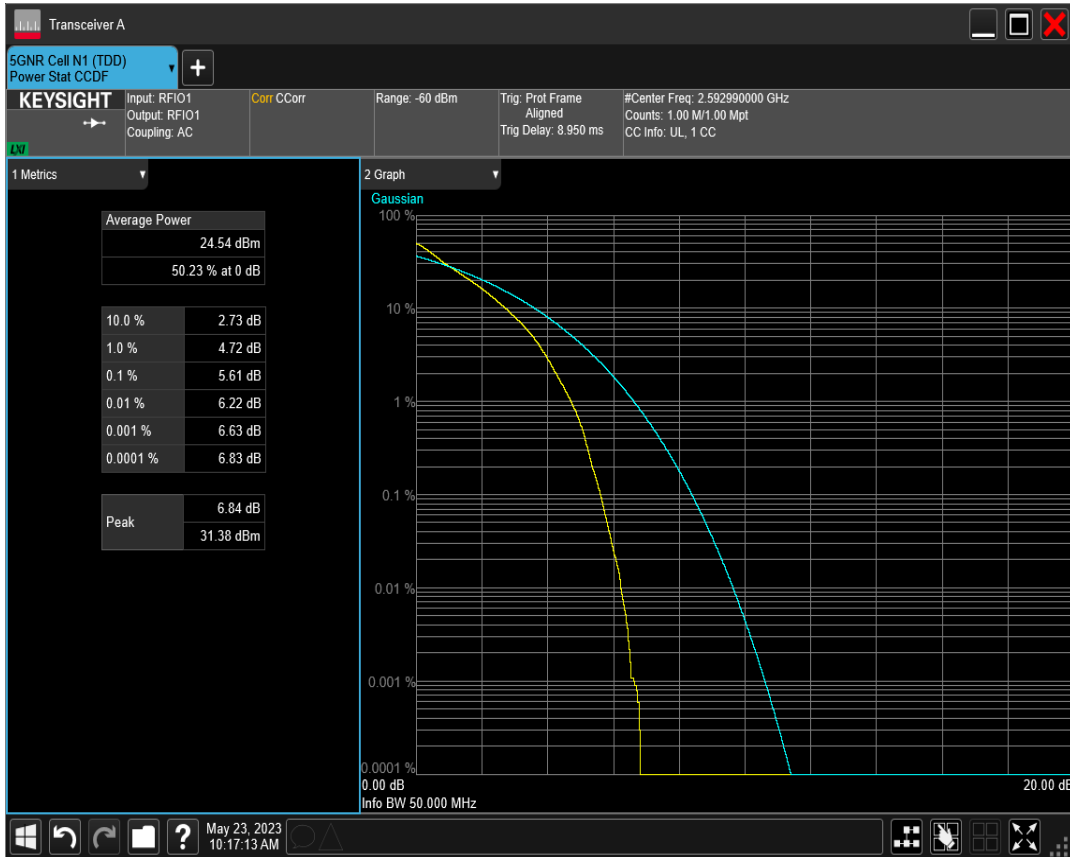 Transceiver A
5GNR Cell N1 (TDD)
Power Stat CCDF
+
KEYSIGHT
LXI
Input: RFIO1
Output: RFIO1
Coupling: AC
Corr CCorr
Range: -60 dBm
Trig: Prot Frame
Aligned
Trig Delay: 8.950 ms
#Center Freq: 2.592990000 GHz
Counts: 1.00 M/1.00 Mpt
CC Info: UL, 1 CC
1 Metrics
Average Power
24.54 dBm
50.23 % at 0 dB
10.0 % 2.73 dB
1.0 % 4.72 dB
0.1 % 5.61 dB
0.01 % 6.22 dB
0.001 % 6.63 dB
0.0001 % 6.83 dB
Peak 6.84 dB
31.38 dBm
2 Graph
Gaussian
100 %
10 %
1 %
0.1 %
0.01 %
0.001 %
0.0001 %
0.00 dB 20.00 dB
Info BW 50.000 MHz
?
May 23, 2023
10:17:13 AM